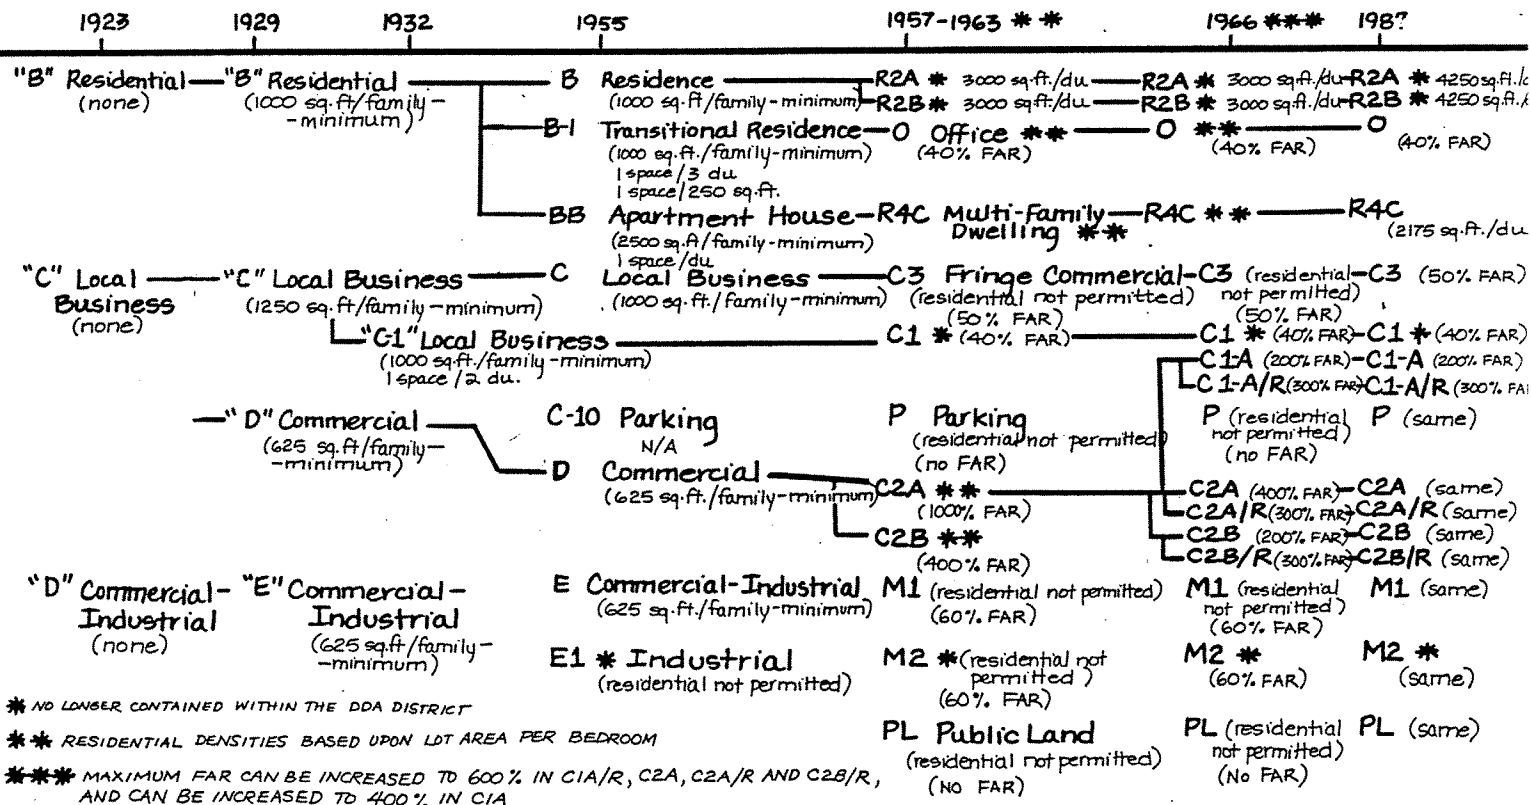 1923 1929 1932 1955 1957-1963 ** 1966 *** 198?
"B" Residential "B" Residential B Residence R2A * 3000 sq.ft./du R2A * 3000 sq.ft./du R2A * 4250 sq.ft./
(none) (1000 sq.ft/family- (1000 sq.ft/family-minimum) R2B * 3000 sq.ft./du R2B * 3000 sq.ft./du R2B * 4250 sq.ft./
-minimum)
B-1 Transitional Residence O Office ** O ** O
(1000 sq.ft./family-minimum) (40% FAR) (40% FAR) (40% FAR)
1 space/3 du
1 space/250 sq.ft.
BB Apartment House R4C Multi-Family R4C ** R4C
Dwelling **
(2500 sq.ft/family-minimum) (2175 sq.ft./du
1 space/du
"C" Local "C" Local Business C Local Business C3 Fringe Commercial C3 (residential C3 (50% FAR)
Business (1250 sq.ft/family-minimum) (1000 sq.ft./family-minimum) (residential not permitted) not permitted)
(none) (50% FAR) (50% FAR)
"C-1" Local Business C1 * (40% FAR) C1 * (40% FAR) C1 * (40% FAR)
(1000 sq.ft./family-minimum) C1-A (200% FAR) C1-A (200% FAR)
1 space/2 du. C1-A/R (300% FAR) C1-A/R (300% FA
"D" Commercial C-10 Parking P Parking P (residential P (same)
(625 sq.ft/family- N/A (residential not permitted) not permitted)
-minimum) (no FAR) (no FAR)
D Commercial
(625 sq.ft./family-minimum) C2A ** C2A (400% FAR) C2A (same)
(1000% FAR) C2A/R (300% FAR) C2A/R (same)
C2B ** C2B (200% FAR) C2B (same)
(400% FAR) C2B/R (300% FAR) C2B/R (same)
"D" Commercial- "E" Commercial- E Commercial-Industrial M1 (residential not permitted) M1 (residential M1 (same)
Industrial Industrial (625 sq.ft./family-minimum) (60% FAR) not permitted)
(none) (625 sq.ft/family- (60% FAR)
-minimum)
E1 * Industrial M2 * (residential not M2 * M2 *
(residential not permitted) permitted) (60% FAR) (same)
(60% FAR)
* NO LONGER CONTAINED WITHIN THE DDA DISTRICT
** RESIDENTIAL DENSITIES BASED UPON LOT AREA PER BEDROOM
PL Public Land PL (residential PL (same)
(residential not permitted) not permitted)
(NO FAR) (No FAR)
*** MAXIMUM FAR CAN BE INCREASED TO 600% IN C1A/R, C2A, C2A/R AND C2B/R,
AND CAN BE INCREASED TO 400% IN C1A